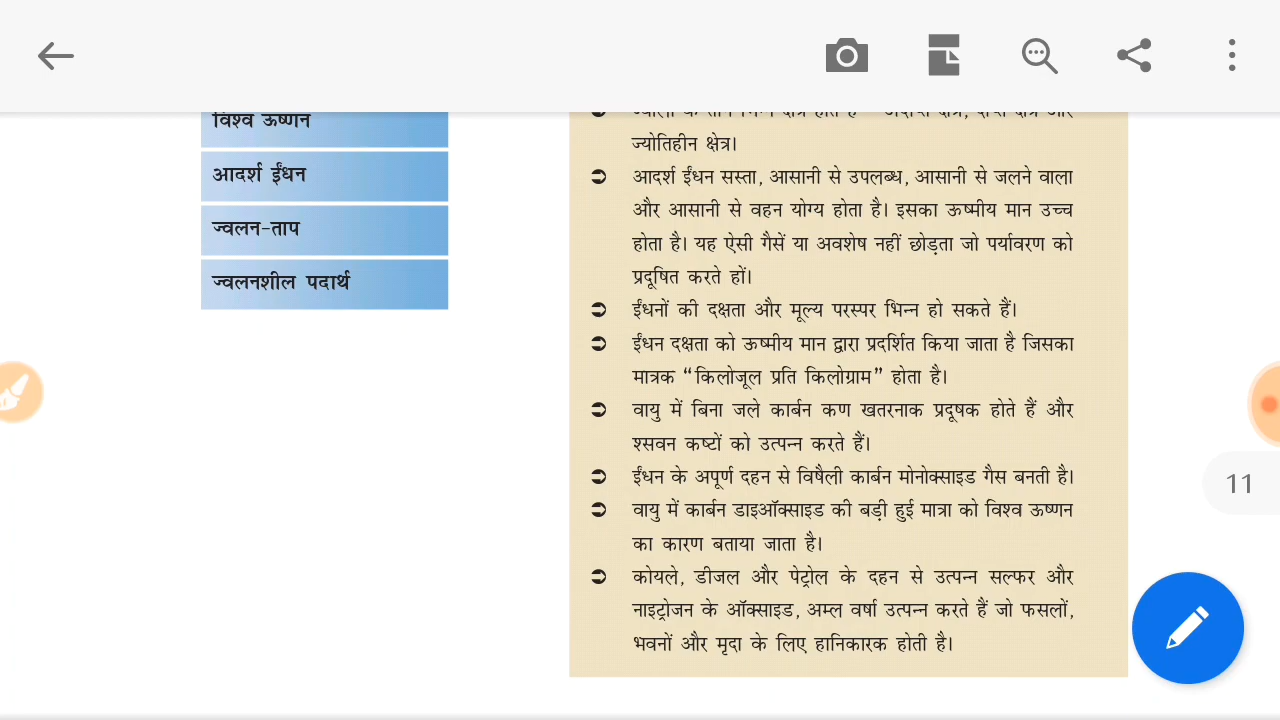 विश्व ऊष्णन
आदर्श ईंधन
ज्वलन-ताप
ज्वलनशील पदार्थ
ज्योतिहीन क्षेत्र।
आदर्श ईंधन सस्ता, आसानी से उपलब्ध, आसानी से जलने वाला
और आसानी से वहन योग्य होता है। इसका ऊष्मीय मान उच्च
होता है। यह ऐसी गैसें या अवशेष नहीं छोड़ता जो पर्यावरण को
प्रदूषित करते हों।
ईंधनों की दक्षता और मूल्य परस्पर भिन्न हो सकते हैं।
ईंधन दक्षता को ऊष्मीय मान द्वारा प्रदर्शित किया जाता है जिसका
मात्रक “किलोजूल प्रति किलोग्राम” होता है।
वायु में बिना जले कार्बन कण खतरनाक प्रदूषक होते हैं और
श्सवन कष्टों को उत्पन्न करते हैं।
ईंधन के अपूर्ण दहन से विषैली कार्बन मोनोक्साइड गैस बनती है।
वायु में कार्बन डाइऑक्साइड की बड़ी हुई मात्रा को विश्व ऊष्णन
का कारण बताया जाता है।
कोयले, डीजल और पेट्रोल के दहन से उत्पन्न सल्फर और
नाइट्रोजन के ऑक्साइड, अम्ल वर्षा उत्पन्न करते हैं जो फसलों,
भवनों और मृदा के लिए हानिकारक होती है।
11